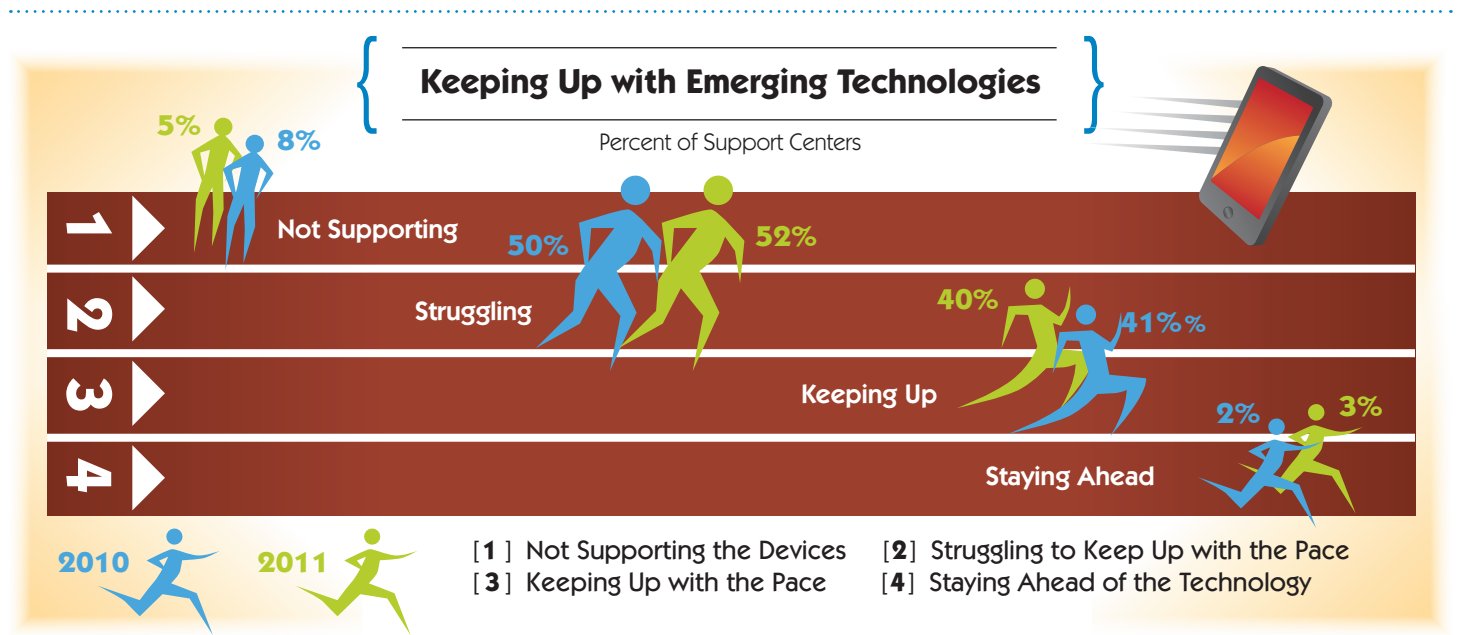 Keeping Up with Emerging Technologies
Percent of Support Centers
5%
8%
1
Not Supporting
50%
52%
2
Struggling
40%
41%%
3
Keeping Up
2%
3%
4
Staying Ahead
2010
2011
[1] Not Supporting the Devices
[2] Struggling to Keep Up with the Pace
[3] Keeping Up with the Pace
[4] Staying Ahead of the Technology